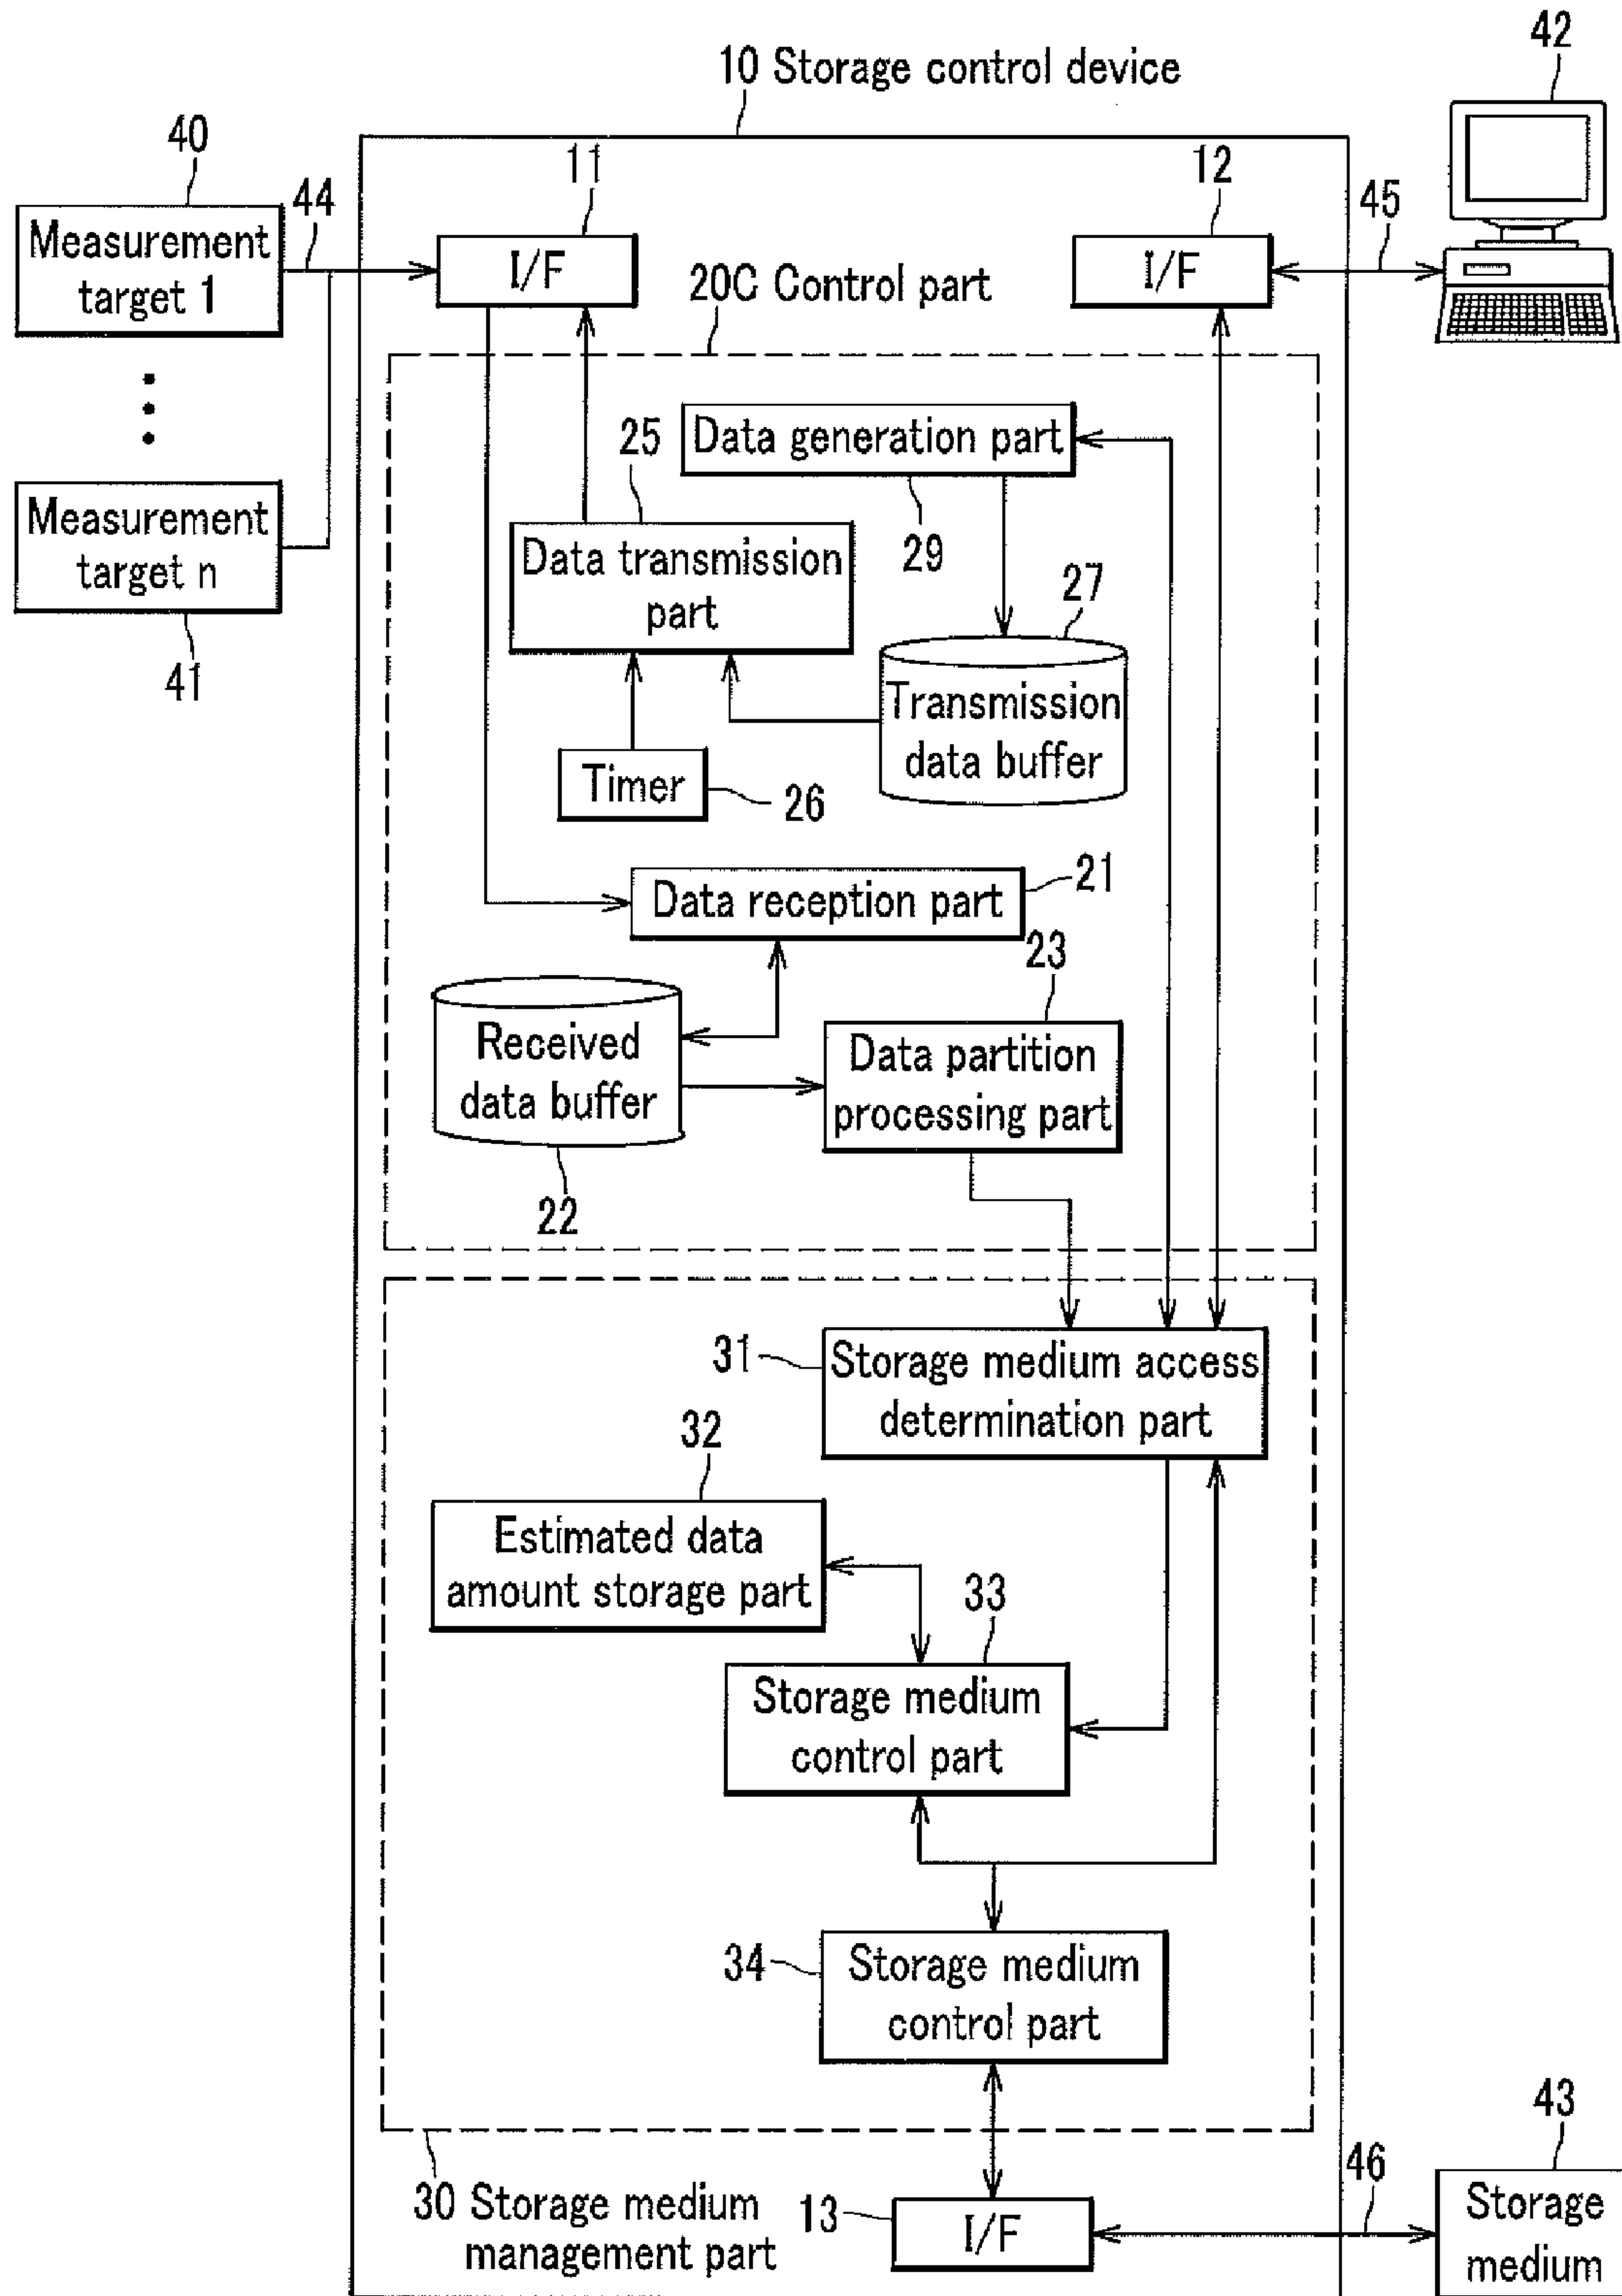 42
10 Storage control device
40
11
12
44
45
Measurement
target 1
I/F
I/F
20C Control part
25
Data generation part
Measurement
target n
Data transmission
part
29
27
41
Transmission
data buffer
Timer
26
Data reception part
21
23
Received
data buffer
Data partition
processing part
22
31
Storage medium access
determination part
32
Estimated data
amount storage part
33
Storage medium
control part
34
Storage medium
control part
43
46
30 Storage medium
management part
13
I/F
Storage
medium